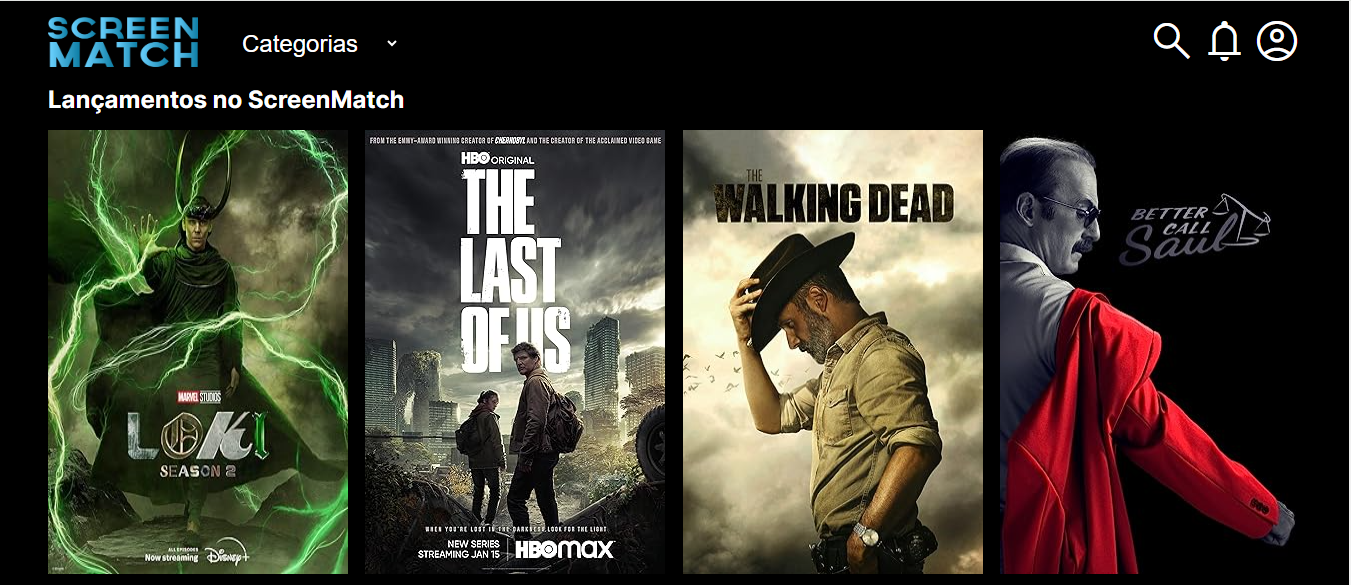 SCREEN
MATCH
Categorias
Lançamentos no ScreenMatch
MARVEL STUDIOS
LOKI
SEASON 2
ALL EPISODES
Now streaming
Disney+
FROM THE EMMY-AWARD WINNING CREATOR OF CHERNOBYL AND THE CREATOR OF THE ACCLAIMED VIDEO GAME
HBO ORIGINAL
THE
LAST
OF US
WHEN YOU'RE LOST IN THE DARKNESS, LOOK FOR THE LIGHT
NEW SERIES
STREAMING JAN 15
HBOmax
THE
WALKING DEAD
BETTER
CALL
Saul